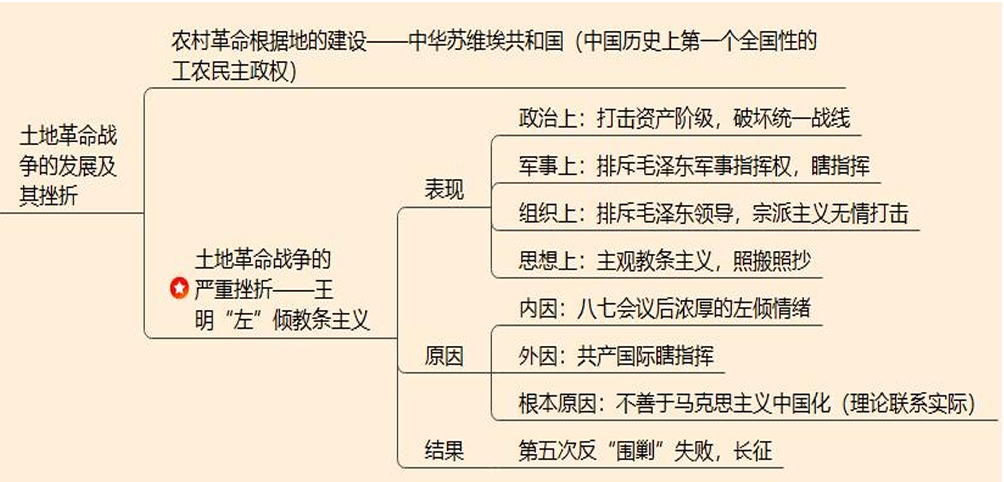 农村革命根据地的建设——中华苏维埃共和国（中国历史上第一个全国性的
工农民主政权）
土地革命战
争的发展及
其挫折
土地革命战争的
严重挫折——王
明“左”倾教条主义
表现
政治上：打击资产阶级，破坏统一战线
军事上：排斥毛泽东军事指挥权，瞎指挥
组织上：排斥毛泽东领导，宗派主义无情打击
思想上：主观教条主义，照搬照抄
原因
内因：八七会议后浓厚的左倾情绪
外因：共产国际瞎指挥
根本原因：不善于马克思主义中国化（理论联系实际）
结果
第五次反“围剿”失败，长征